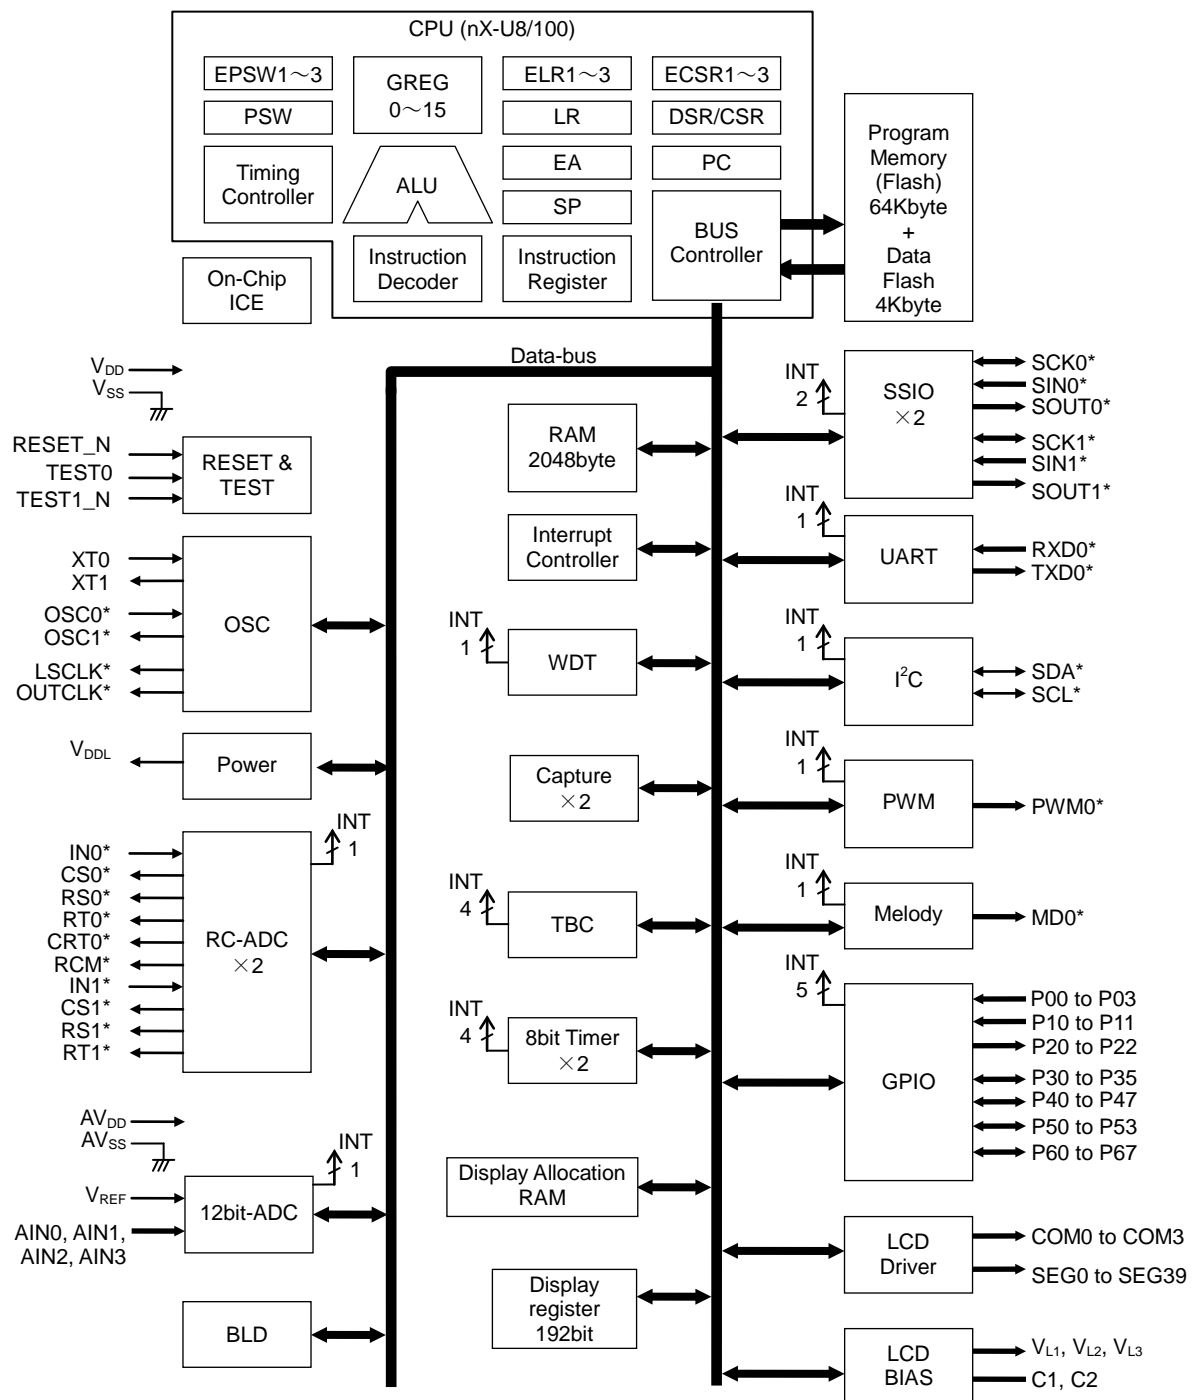 CPU (nX-U8/100)
EPSW1～3
GREG
0～15
ELR1～3
ECSR1～3
PSW
LR
DSR/CSR
Timing
Controller
ALU
EA
PC
SP
BUS
Controller
Instruction
Decoder
Instruction
Register
On-Chip
ICE
Program
Memory
(Flash)
64Kbyte
+
Data
Flash
4Kbyte
Data-bus
VDD
VSS
RESET_N
TEST0
TEST1_N
RESET &
TEST
XT0
XT1
OSC0*
OSC1*
LSCLK*
OUTCLK*
OSC
VDDL
Power
IN0*
CS0*
RS0*
RT0*
CRT0*
RCM*
IN1*
CS1*
RS1*
RT1*
RC-ADC
×2
INT
1
AVDD
AVSS
VREF
AIN0, AIN1,
AIN2, AIN3
12bit-ADC
INT
1
BLD
RAM
2048byte
Interrupt
Controller
INT
1
WDT
Capture
×2
INT
4
TBC
INT
4
8bit Timer
×2
Display Allocation
RAM
Display
register
192bit
INT
2
SSIO
×2
SCK0*
SIN0*
SOUT0*
SCK1*
SIN1*
SOUT1*
INT
1
UART
RXD0*
TXD0*
INT
1
I²C
SDA*
SCL*
INT
1
PWM
PWM0*
INT
1
Melody
MD0*
INT
5
GPIO
P00 to P03
P10 to P11
P20 to P22
P30 to P35
P40 to P47
P50 to P53
P60 to P67
LCD
Driver
COM0 to COM3
SEG0 to SEG39
LCD
BIAS
VL1, VL2, VL3
C1, C2